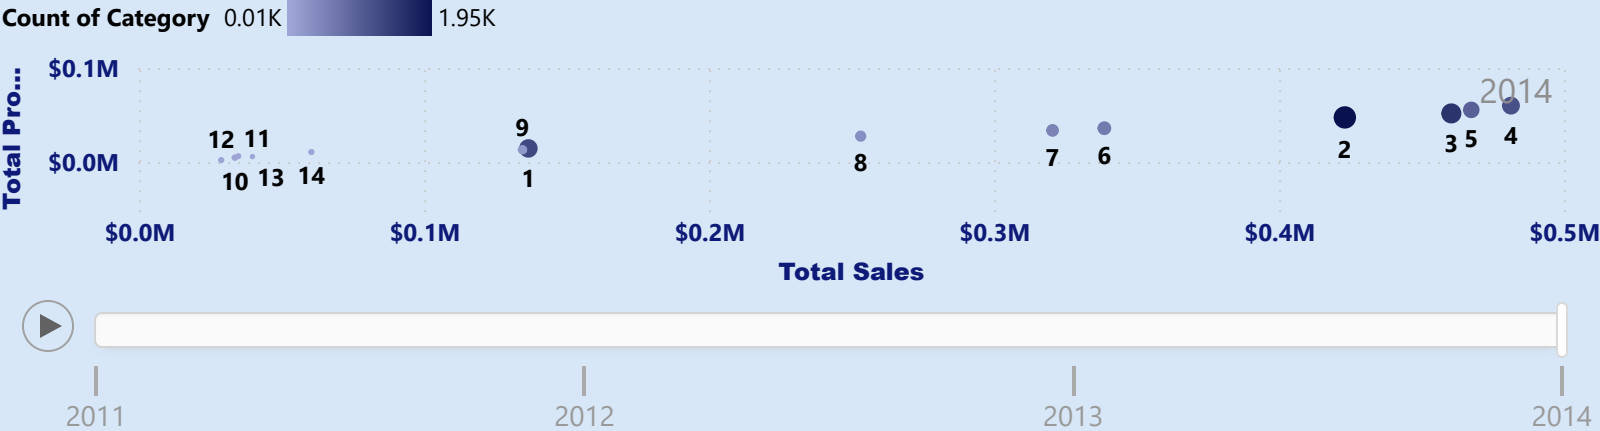 Count of Category 0.01K 1.95K
Total Pro...
$0.1M
$0.0M
2014
12 11
10 13 14
9
1
8
7
6
2
3 5 4
$0.0M $0.1M $0.2M $0.3M $0.4M $0.5M
Total Sales
2011 2012 2013 2014